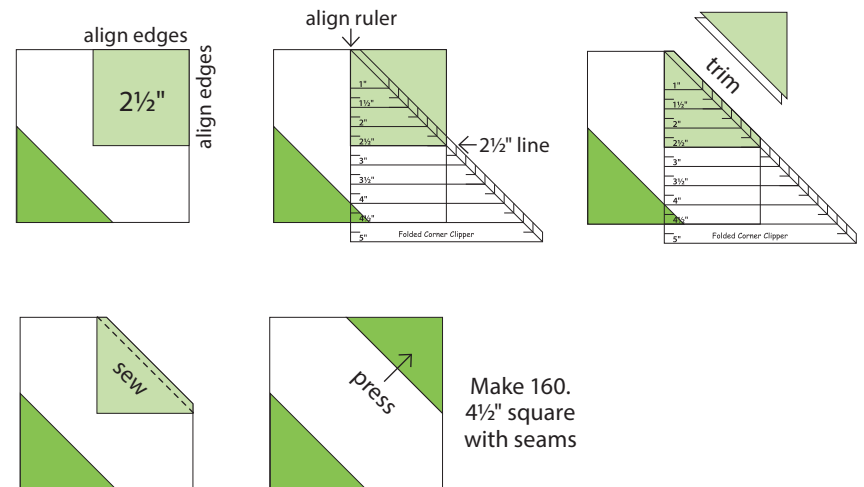 align edges
align edges
2½"
align ruler
1"
1½"
2"
2½"
3"
3½"
4"
4½"
5"
Folded Corner Clipper
2½" line
trim
1"
1½"
2"
2½"
3"
3½"
4"
4½"
5"
Folded Corner Clipper
sew
press
Make 160.
4½" square
with seams